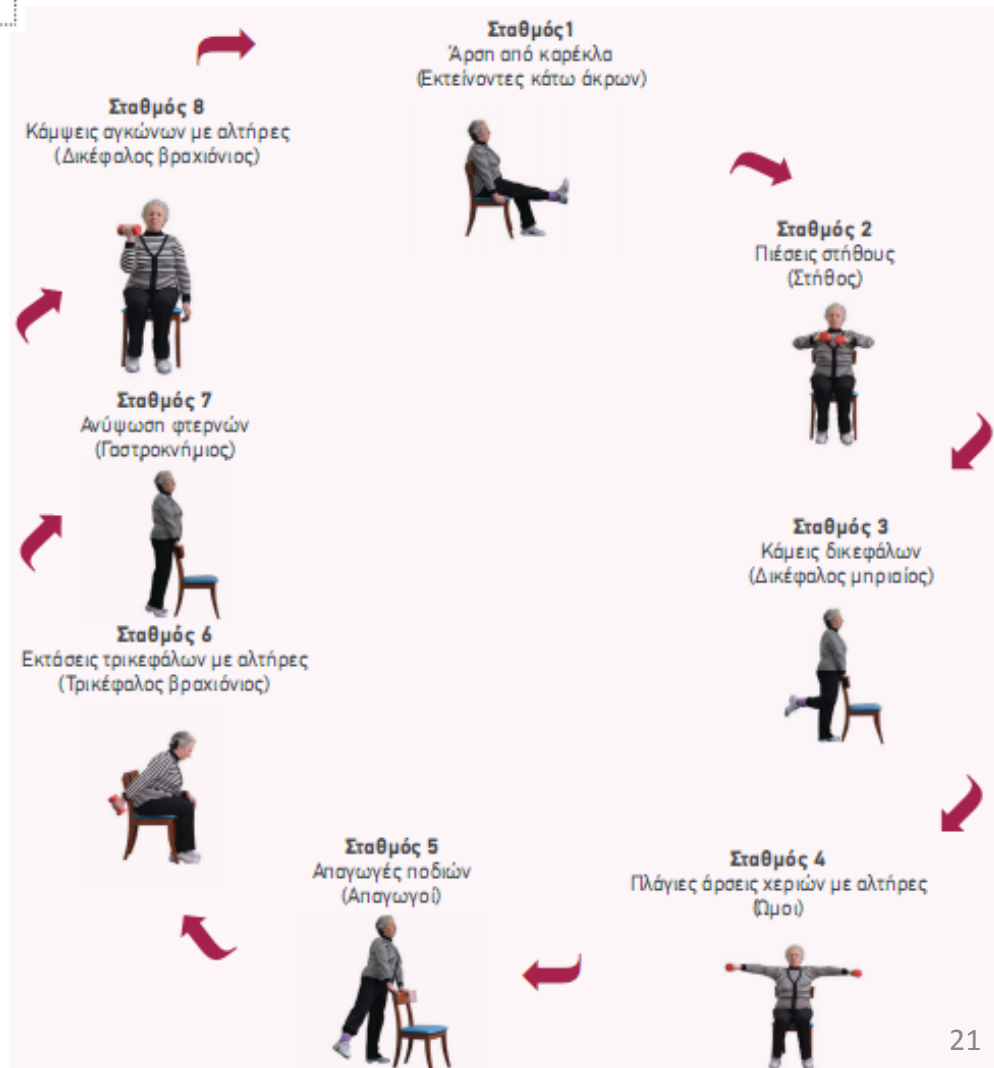 Σταθμός1
Άρση από καρέκλα
(Εκτείνοντες κάτω άκρων)
Σταθμός 2
Πιέσεις στήθους
(Στήθος)
Σταθμός 3
Κάμεις δικεφάλων
(Δικέφαλος μηριαίος)
Σταθμός 4
Πλάγιες άρσεις χεριών με αλτήρες
(Ώμοι)
Σταθμός 5
Απαγωγές ποδιών
(Απαγωγοί)
Σταθμός 6
Εκτάσεις τρικεφάλων με αλτήρες
(Τρικέφαλος βραχιόνιος)
Σταθμός 7
Ανύψωση φτερνών
(Γαστροκνήμιος)
Σταθμός 8
Κάμψεις αγκώνων με αλτήρες
(Δικέφαλος βραχιόνιος)
21